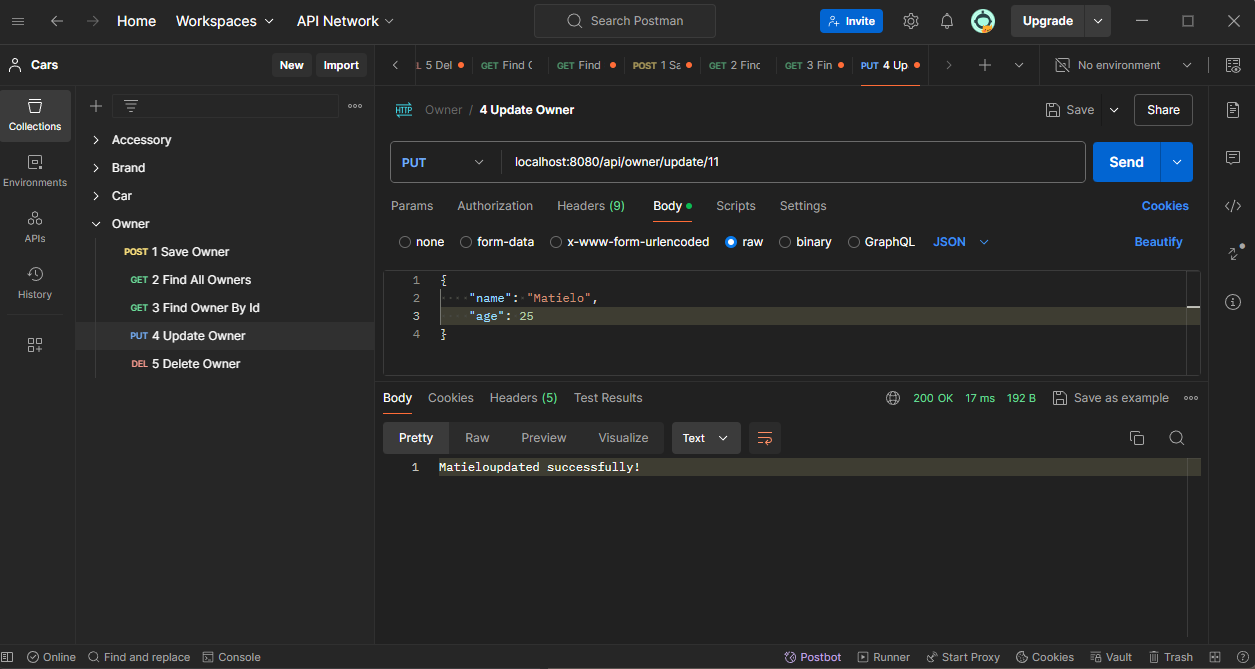 Home Workspaces API Network Search Postman Invite Upgrade
Cars New Import
5 Del GET Find GET Find POST 1 Sa GET 2 Finc GET 3 Fin PUT 4 Up No environment
Collections
Environments
APIs
History
Accessory
Brand
Car
Owner
POST 1 Save Owner
GET 2 Find All Owners
GET 3 Find Owner By Id
PUT 4 Update Owner
DEL 5 Delete Owner
HTTP Owner / 4 Update Owner Save Share
PUT localhost:8080/api/owner/update/11 Send
Params Authorization Headers (9) Body Scripts Settings Cookies
none form-data x-www-form-urlencoded raw binary GraphQL JSON Beautify
1 {
2 "name": "Matielo",
3 "age": 25
4 }
Body Cookies Headers (5) Test Results 200 OK 17 ms 192 B Save as example
Pretty Raw Preview Visualize Text
1 Matieloupdated successfully!
Online Find and replace Console Postbot Runner Start Proxy Cookies Vault Trash